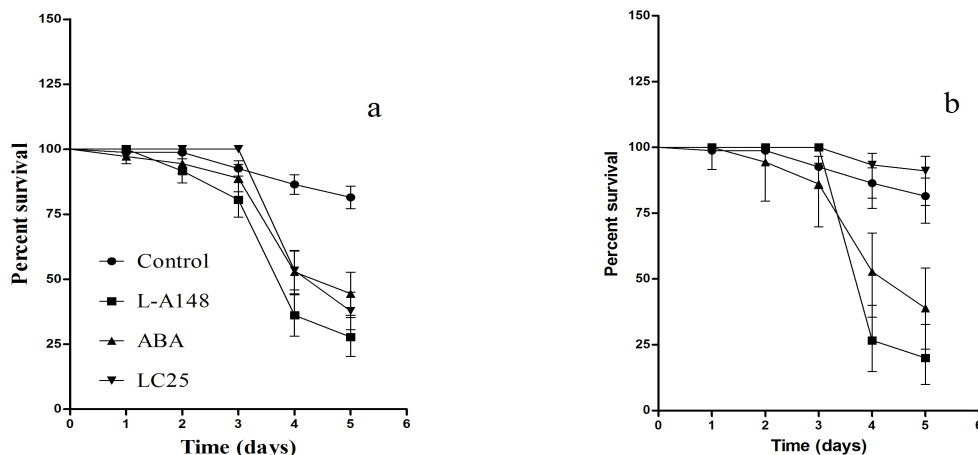 150
125
100
75
50
25
0
Percent survival
a
Control
L-A148
ABA
LC25
0 1 2 3 4 5 6
Time (days)
150
125
100
75
50
25
0
Percent survival
b
0 1 2 3 4 5 6
Time (days)